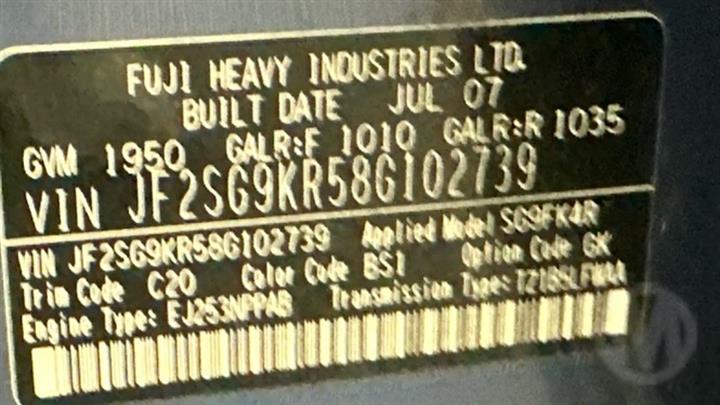 FUJI HEAVY INDUSTRIES LTD.
BUILT DATE JUL 07
GVM 1950 GALR:F 1010 GALR:R 1035
VIN JF2SG9KR58G102739
VIN JF2SG9KR58G102739 Applied Model SG9FK4R
Trim Code C20 Color Code BS1 Option Code GK
Engine Type: EJ253NPPAB Transmission Type: